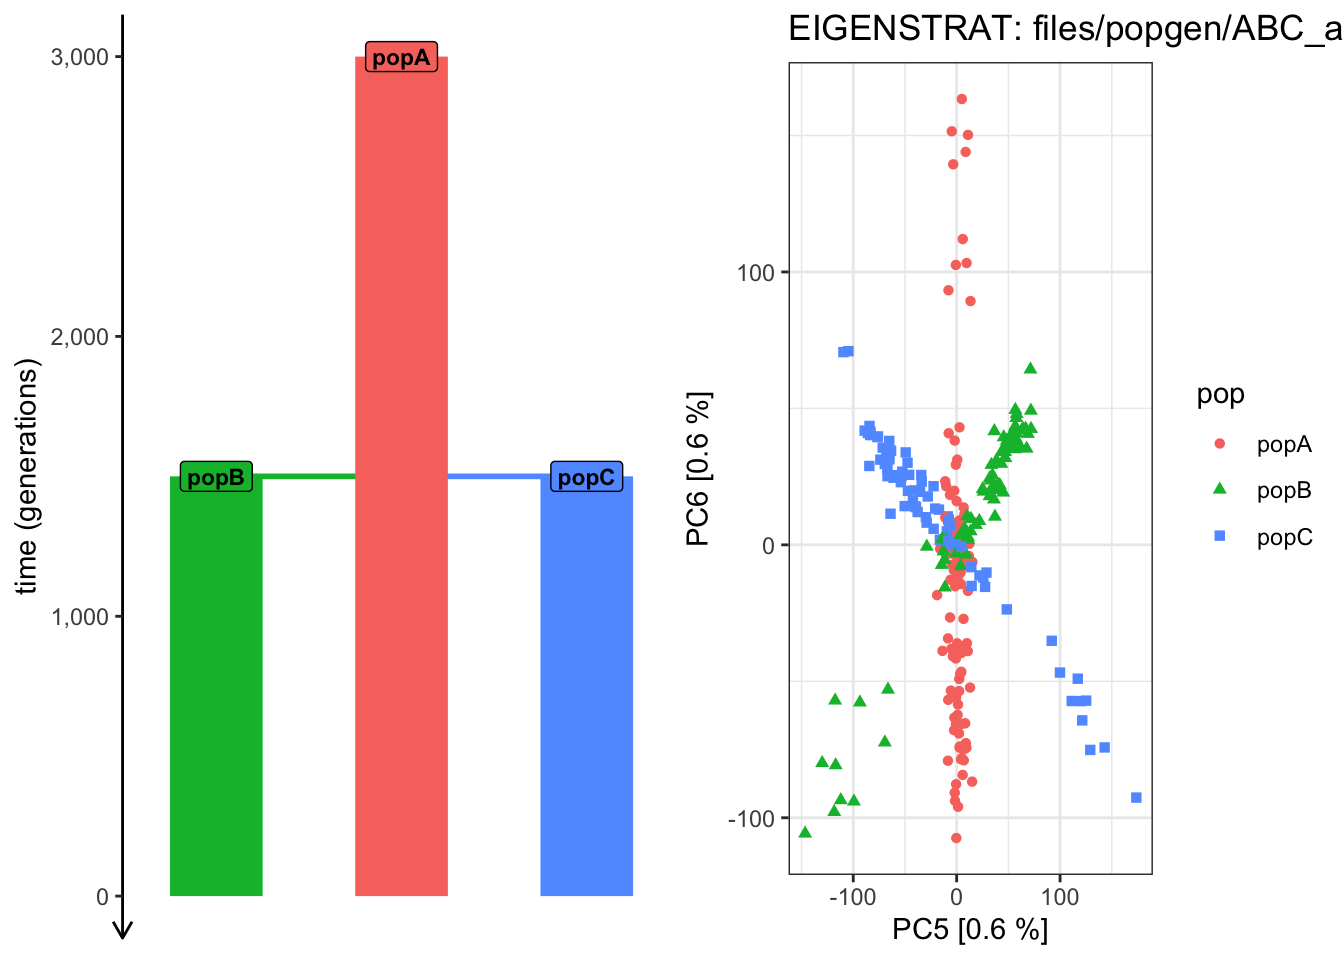 time (generations)
3,000
2,000
1,000
0
popA
popB
popC
EIGENSTRAT: files/popgen/ABC_a
PC6 [0.6 %]
100
0
-100
-100
0
100
PC5 [0.6 %]
pop
popA
popB
popC